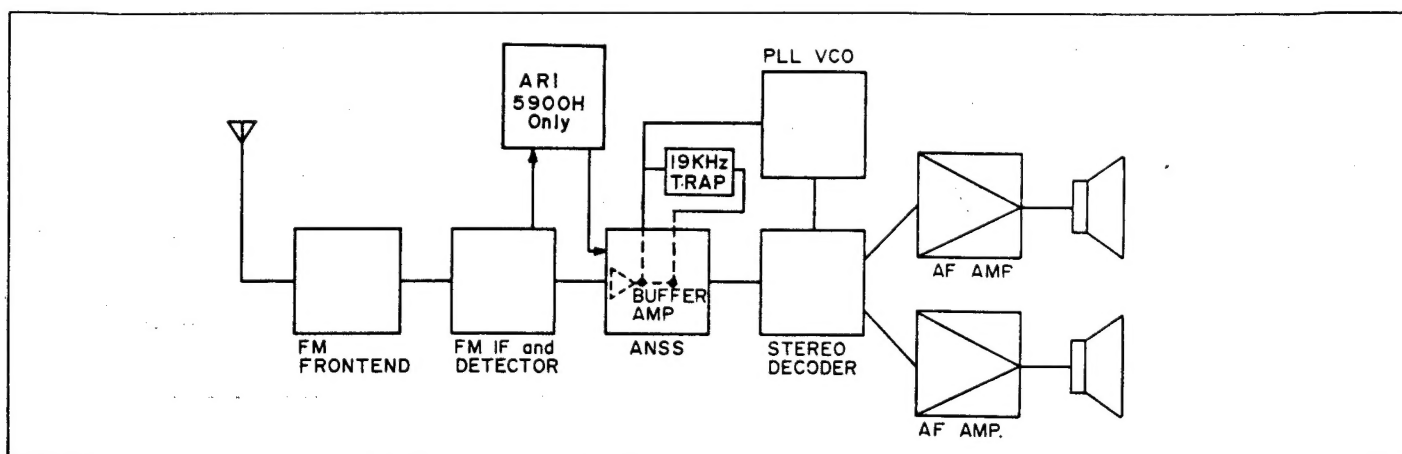 PLL VCO
ARI
5900H
Only
19KHz
TRAP
BUFFER
AMP
FM
FRONTEND
FM IF and
DETECTOR
ANSS
STEREO
DECODER
AF AMP
AF AMP.